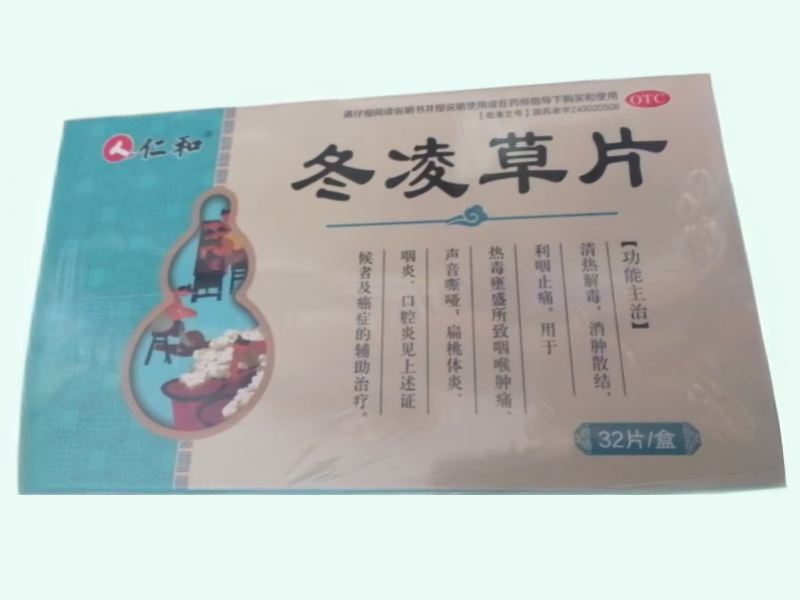 请仔细阅读说明书并按说明使用或在药师指导下购买和使用
OTC
【批准文号】国药准字Z43020508
仁和
冬凌草片
【功能主治】
清热解毒，消肿散结，
利咽止痛。用于
热毒壅盛所致咽喉肿痛、
声音嘶哑；扁桃体炎、
咽炎、口腔炎见上述证
候者及癌症的辅助治疗。
32片/盒